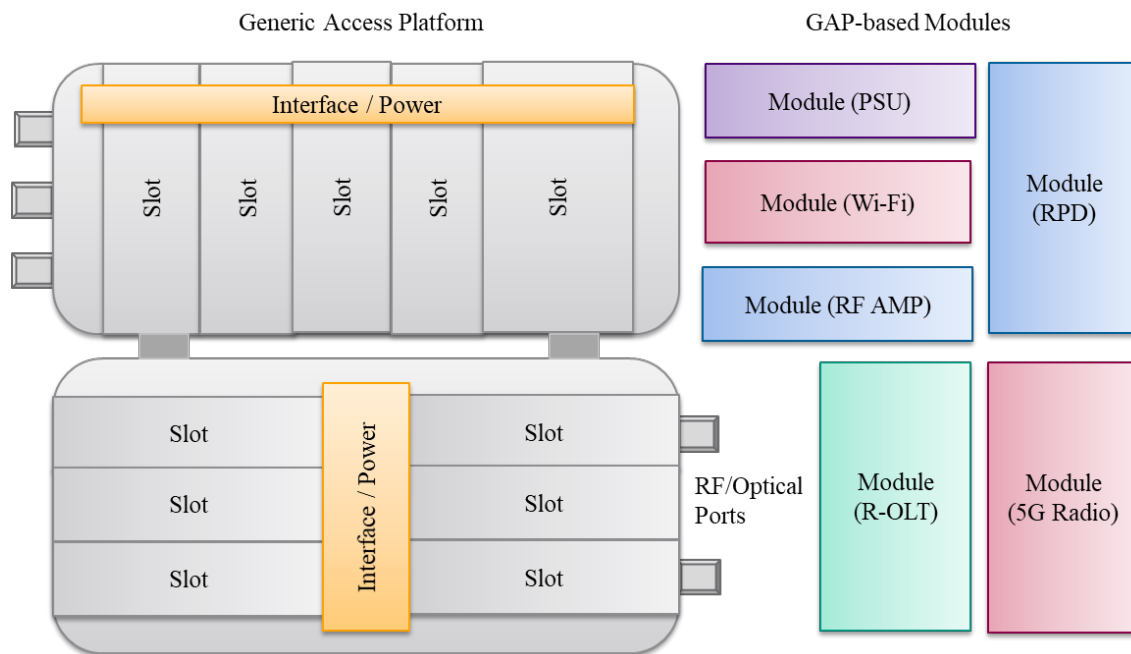 Generic Access Platform
GAP-based Modules
Interface / Power
Slot
Slot
Slot
Slot
Slot
Module (PSU)
Module (Wi-Fi)
Module (RF AMP)
Module
(RPD)
Slot
Slot
Slot
Interface / Power
Slot
Slot
Slot
RF/Optical
Ports
Module
(R-OLT)
Module
(5G Radio)